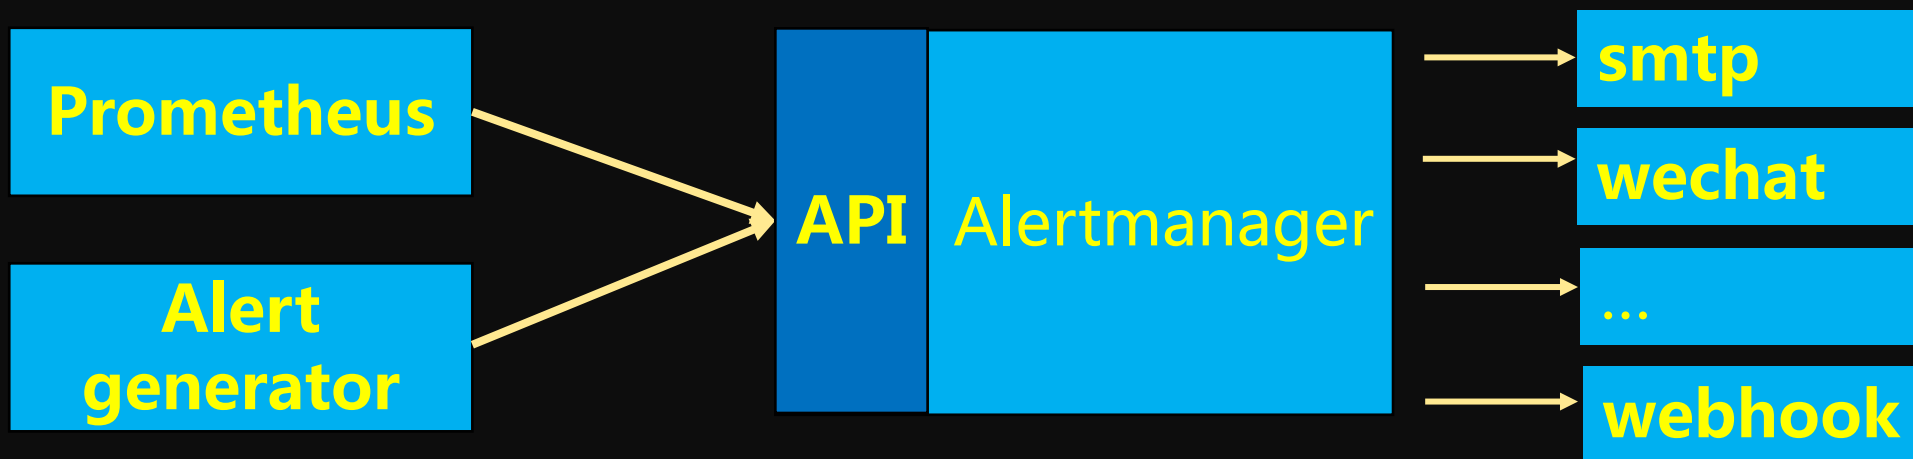 Prometheus
Alert
generator
API
Alertmanager
smtp
wechat
...
webhook